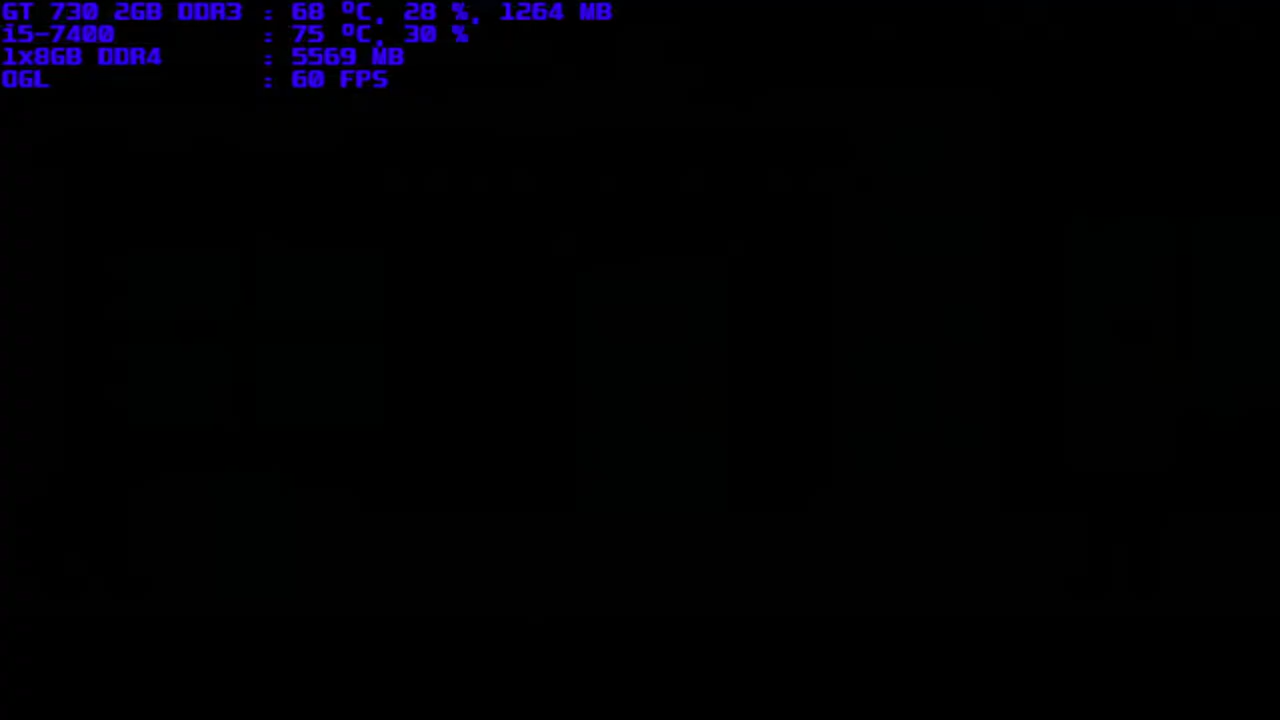 GT 730 2GB DDR3 : 68 ºC, 28 %, 1264 MB
i5-7400 : 75 ºC, 30 %
1x8GB DDR4 : 5569 MB
OGL : 60 FPS